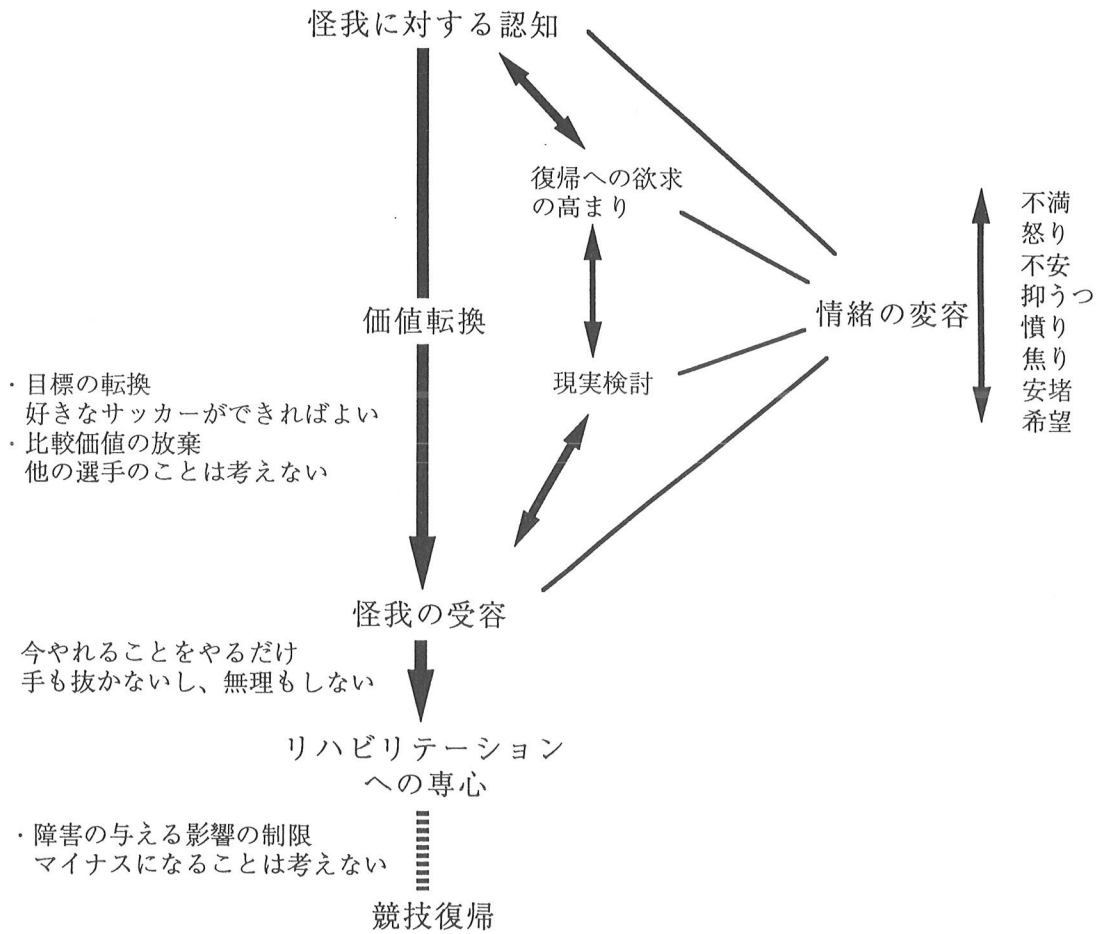 怪我に対する認知
復帰への欲求
の高まり
価値転換
情緒の変容
不満
怒り
不安
抑うつ
憤り
焦り
安堵
希望
現実検討
・目標の転換
好きなサッカーができればよい
・比較価値の放棄
他の選手のことは考えない
怪我の受容
今やれることをやるだけ
手も抜かないし、無理もしない
リハビリテーション
への専心
・障害の与える影響の制限
マイナスになることは考えない
競技復帰